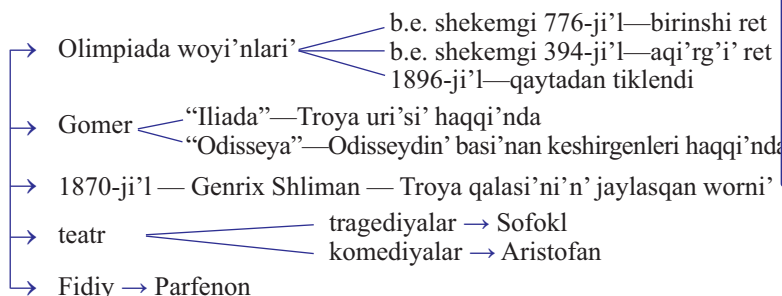 b.e. shekemgi 776-ji’l—birinshi ret
Olimpiada woyi’nlari’
b.e. shekemgi 394-ji’l—aqi’rg’i’ ret
1896-ji’l—qaytadan tiklendi
“Iliada”—Troya uri’si’ haqqi’nda
Gomer
“Odisseya”—Odisseydin’ basi’nan keshirgenleri haqqi’nda
1870-ji’l — Genrix Shliman — Troya qalasi’ni’n’ jaylasqan worni’
tragediyalar → Sofokl
teatr
komediyalar → Aristofan
Fidiy → Parfenon